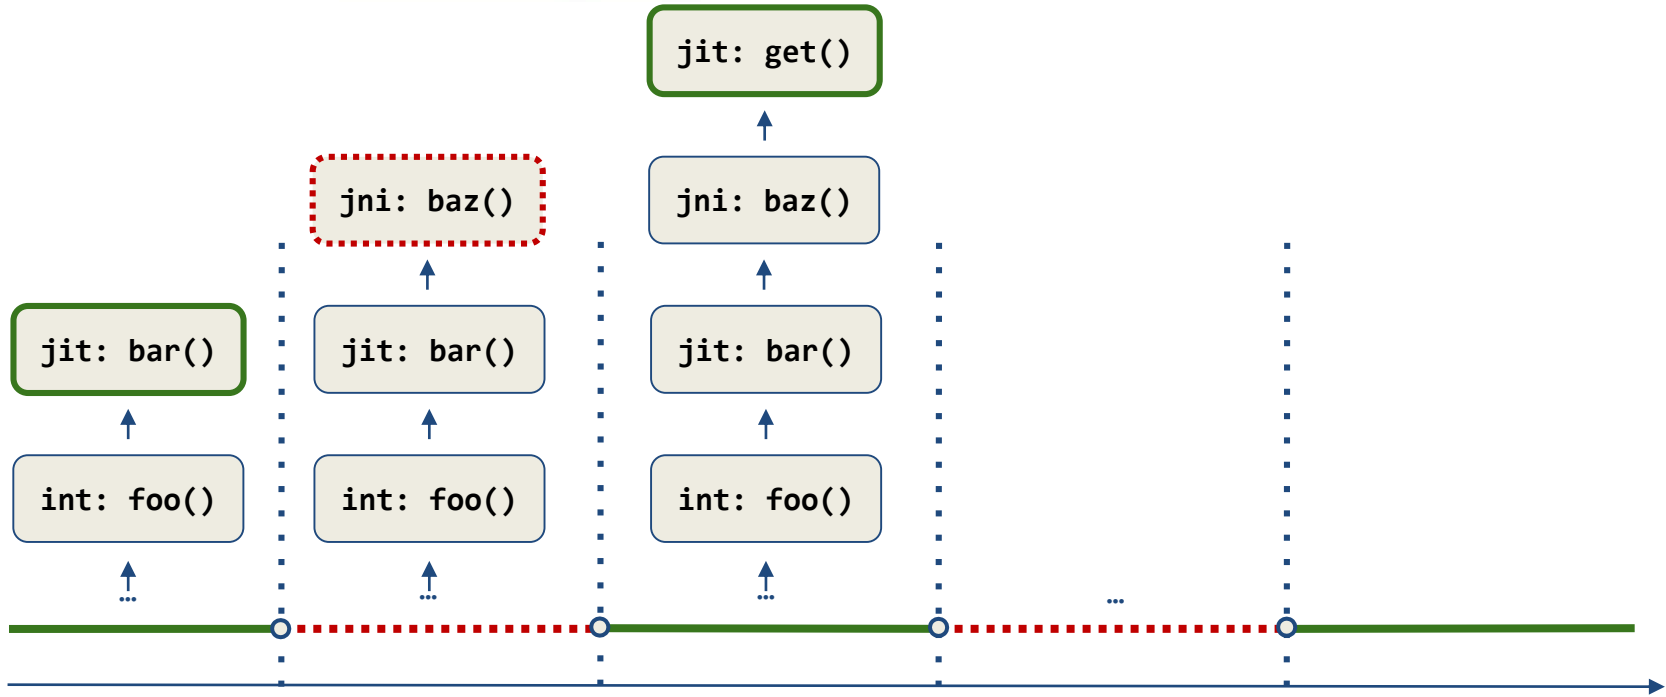 jit: get()
jni: baz()
jni: baz()
jit: bar()
jit: bar()
jit: bar()
int: foo()
int: foo()
int: foo()
...
...
...
...